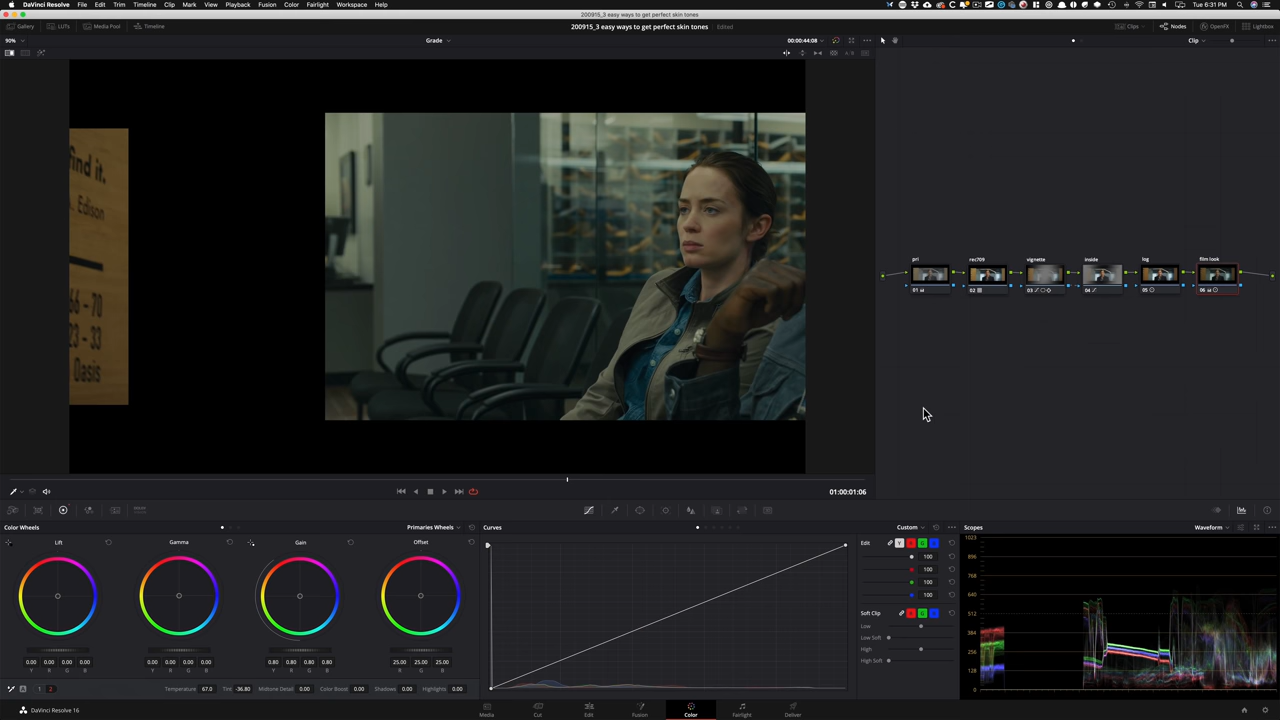 DaVinci Resolve File Edit Trim Timeline Clip Mark View Playback Fusion Color Fairlight Workspace Help
Tue 6:31 PM
200915_3 easy ways to get perfect skin tones
Gallery LUTs Media Pool Timeline
200915_3 easy ways to get perfect skin tones Edited
Clips Nodes OpenFX Lightbox
90% Grade 00:00:44:08 Clip
find it.
Edison
66 – 70
23 – 33
Oasis
pri rec709 vignette inside log film look
01 02 03 04 05 06
01:00:01:06
Color Wheels Primaries Wheels
Curves Custom
Scopes Waveform
Lift Gamma Gain Offset
0.00 0.00 0.00 0.00
Y R G B
0.00 0.00 0.00 0.00
Y R G B
0.80 0.80 0.80 0.80
Y R G B
25.00 25.00 25.00
R G B
1 2 Temperature 67.0 Tint -36.80 Midtone Detail 0.00 Color Boost 0.00 Shadows 0.00 Highlights 0.00
Edit Y R G B
100
100
100
100
Soft Clip R G B
Low
Low Soft
High
High Soft
1023
896
768
640
512
384
256
128
0
DaVinci Resolve 16
Media Cut Edit Fusion Color Fairlight Deliver